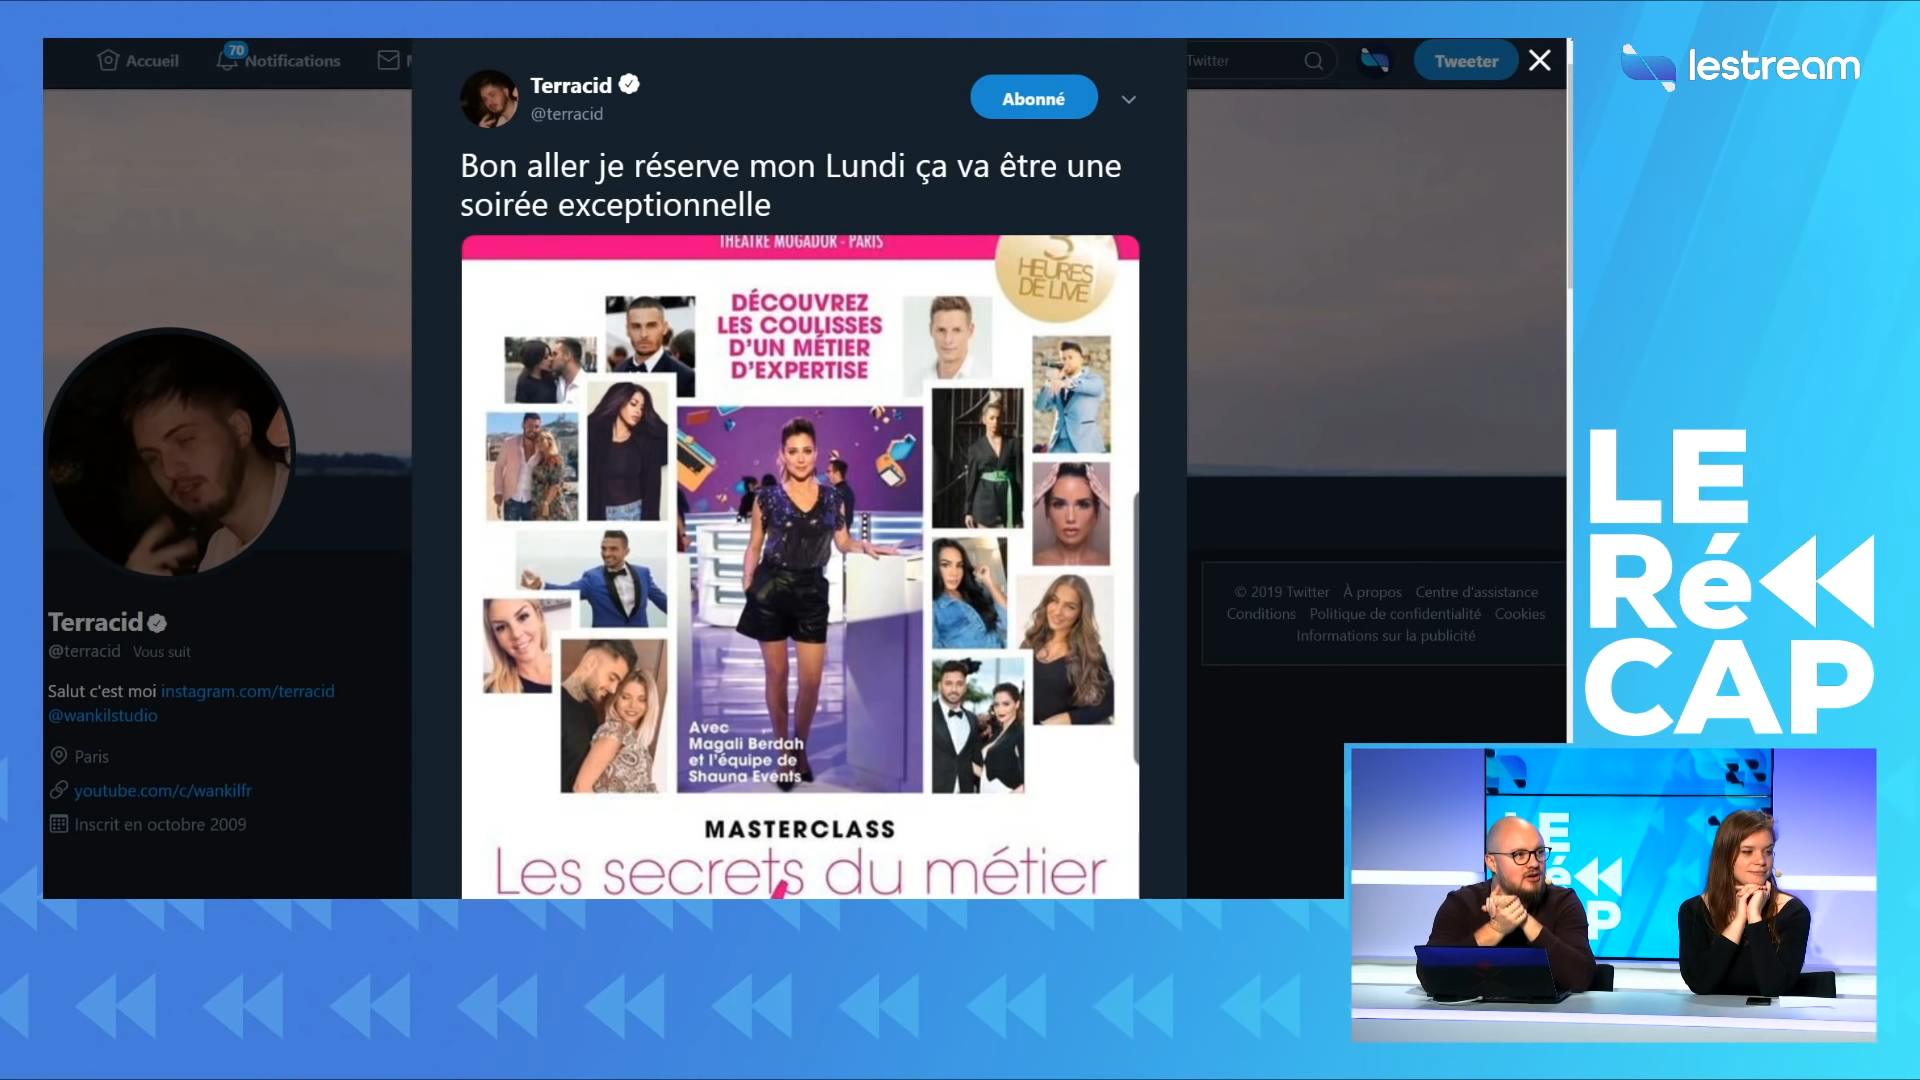 Accueil
70
Notifications
Twitter
Tweeter
lestream
Terracid
@terracid
Abonné
Bon aller je réserve mon Lundi ça va être une
soirée exceptionnelle
THÉÂTRE MOGADOR - PARIS
3
HEURES
DE LIVE
DÉCOUVREZ
LES COULISSES
D'UN MÉTIER
D'EXPERTISE
Avec
Magali Berdah
et l'équipe de
Shauna Events
MASTERCLASS
Les secrets du métier
Terracid
@terracid Vous suit
Salut c'est moi instagram.com/terracid
@wankilstudio
Paris
youtube.com/c/wankilfr
Inscrit en octobre 2009
© 2019 Twitter À propos Centre d'assistance
Conditions Politique de confidentialité Cookies
Informations sur la publicité
LE
Ré
CAP
LE
é
P